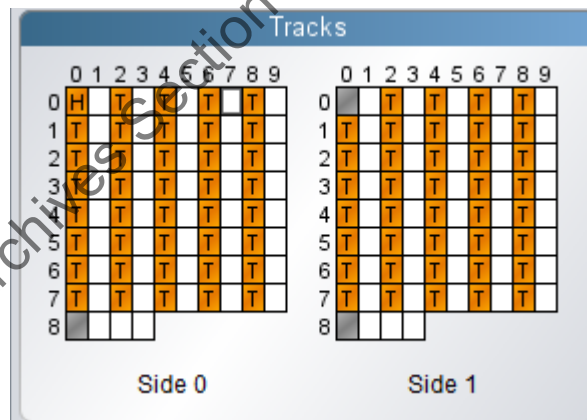 Tracks
0 1 2 3 4 5 6 7 8 9 0 1 2 3 4 5 6 7 8 9
0 H T T T T 0 T T T T
1 T T T T T 1 T T T T T
2 T T T T T 2 T T T T T
3 T T T T T 3 T T T T T
4 T T T T T 4 T T T T T
5 T T T T T 5 T T T T T
6 T T T T T 6 T T T T T
7 T T T T T 7 T T T T T
8 8
Side 0 Side 1
Archives Section